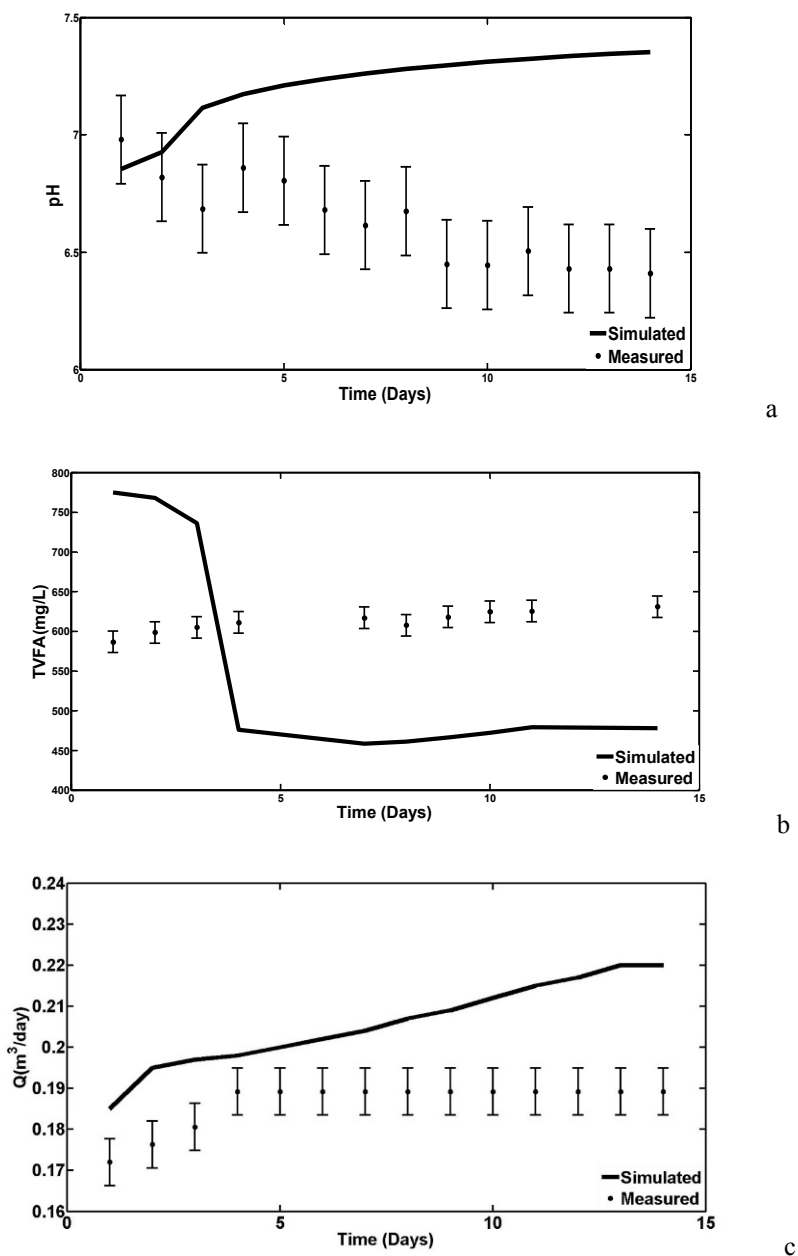 7.5
7
6.5
6
pH
0
5
10
15
Time (Days)
Simulated
Measured
a
800
750
700
650
600
550
500
450
400
TVFA(mg/L)
0
5
10
15
Time (Days)
Simulated
Measured
b
0.24
0.23
0.22
0.21
0.2
0.19
0.18
0.17
0.16
Q(m³/day)
0
5
10
15
Time (Days)
Simulated
Measured
c